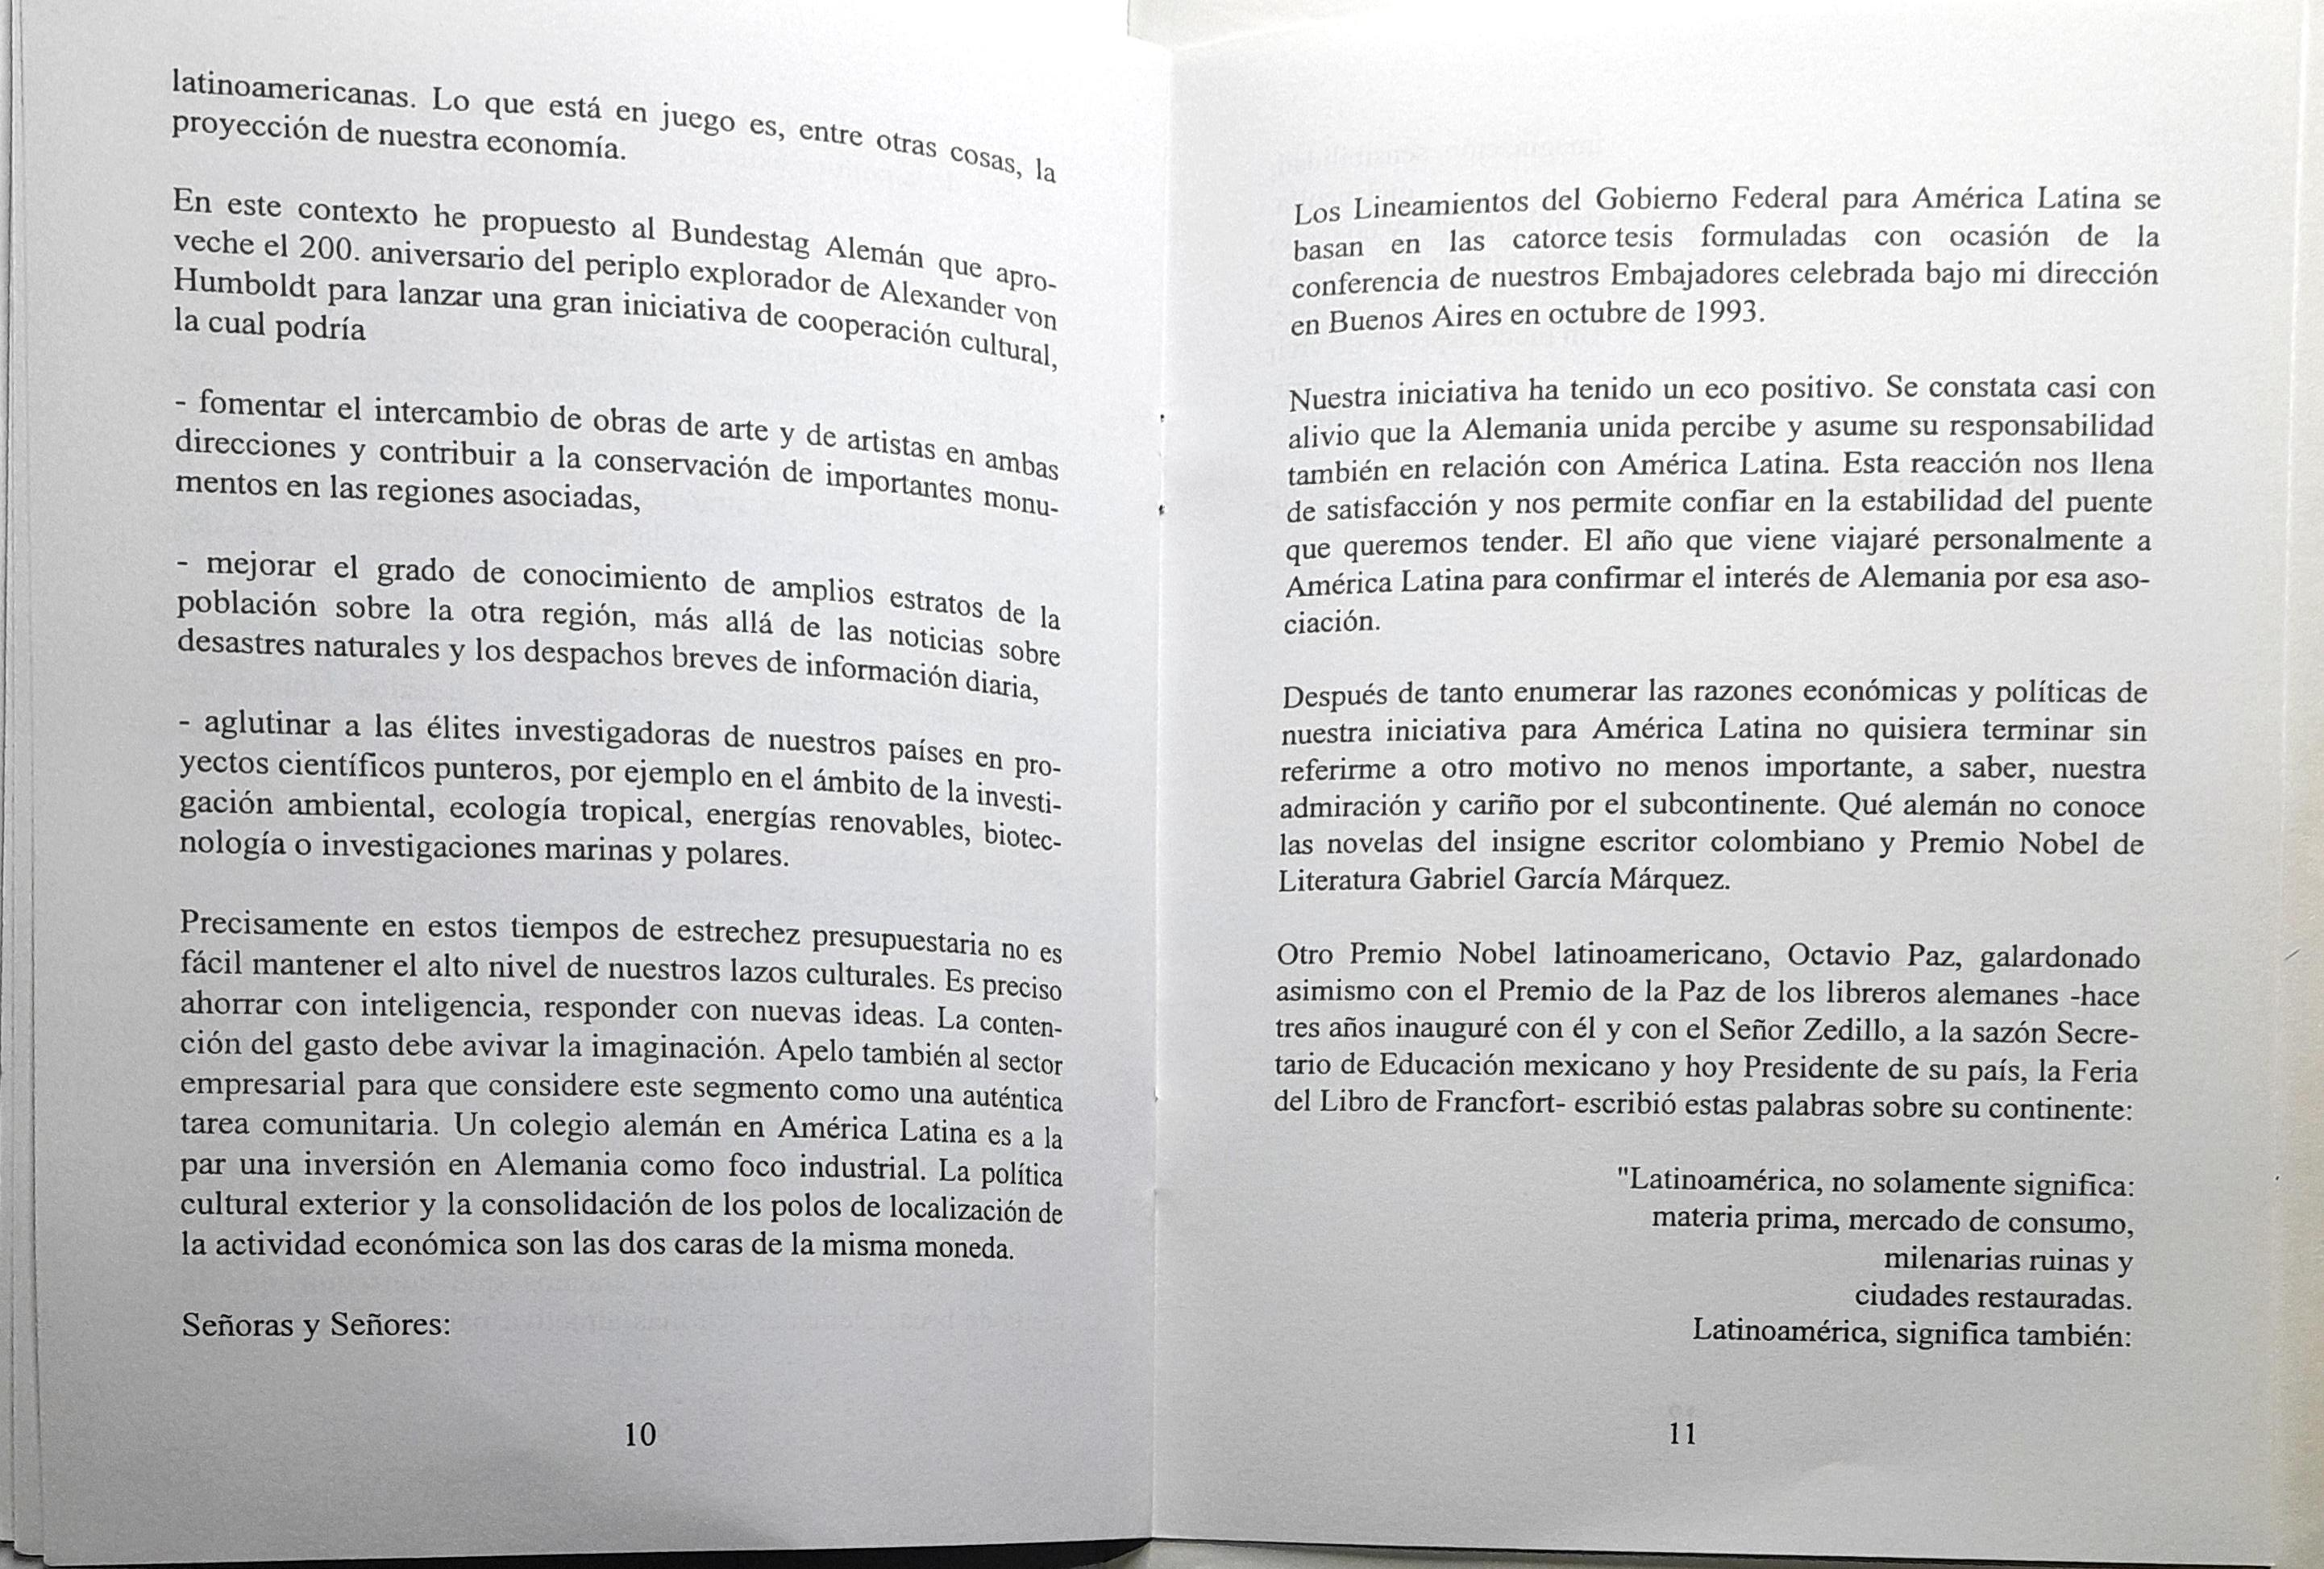 latinoamericanas. Lo que está en juego es, entre otras cosas, la
proyección de nuestra economía.
En este contexto he propuesto al Bundestag Alemán que apro-
veche el 200. aniversario del periplo explorador de Alexander von
Humboldt para lanzar una gran iniciativa de cooperación cultural,
la cual podría
- fomentar el intercambio de obras de arte y de artistas en ambas
direcciones y contribuir a la conservación de importantes monu-
mentos en las regiones asociadas,
- mejorar el grado de conocimiento de amplios estratos de la
población sobre la otra región, más allá de las noticias sobre
desastres naturales y los despachos breves de información diaria,
- aglutinar a las élites investigadoras de nuestros países en pro-
yectos científicos punteros, por ejemplo en el ámbito de la investi-
gación ambiental, ecología tropical, energías renovables, biotec-
nología o investigaciones marinas y polares.
Precisamente en estos tiempos de estrechez presupuestaria no es
fácil mantener el alto nivel de nuestros lazos culturales. Es preciso
ahorrar con inteligencia, responder con nuevas ideas. La conten-
ción del gasto debe avivar la imaginación. Apelo también al sector
empresarial para que considere este segmento como una auténtica
tarea comunitaria. Un colegio alemán en América Latina es a la
par una inversión en Alemania como foco industrial. La política
cultural exterior y la consolidación de los polos de localización de
la actividad económica son las dos caras de la misma moneda.
Señoras y Señores:
10
Los Lineamientos del Gobierno Federal para América Latina se
basan en las catorce tesis formuladas con ocasión de la
conferencia de nuestros Embajadores celebrada bajo mi dirección
en Buenos Aires en octubre de 1993.
Nuestra iniciativa ha tenido un eco positivo. Se constata casi con
alivio que la Alemania unida percibe y asume su responsabilidad
también en relación con América Latina. Esta reacción nos llena
de satisfacción y nos permite confiar en la estabilidad del puente
que queremos tender. El año que viene viajaré personalmente a
América Latina para confirmar el interés de Alemania por esa aso-
ciación.
Después de tanto enumerar las razones económicas y políticas de
nuestra iniciativa para América Latina no quisiera terminar sin
referirme a otro motivo no menos importante, a saber, nuestra
admiración y cariño por el subcontinente. Qué alemán no conoce
las novelas del insigne escritor colombiano y Premio Nobel de
Literatura Gabriel García Márquez.
Otro Premio Nobel latinoamericano, Octavio Paz, galardonado
asimismo con el Premio de la Paz de los libreros alemanes -hace
tres años inauguré con él y con el Señor Zedillo, a la sazón Secre-
tario de Educación mexicano y hoy Presidente de su país, la Feria
del Libro de Francfort- escribió estas palabras sobre su continente:
"Latinoamérica, no solamente significa:
materia prima, mercado de consumo,
milenarias ruinas y
ciudades restauradas.
Latinoamérica, significa también:
11